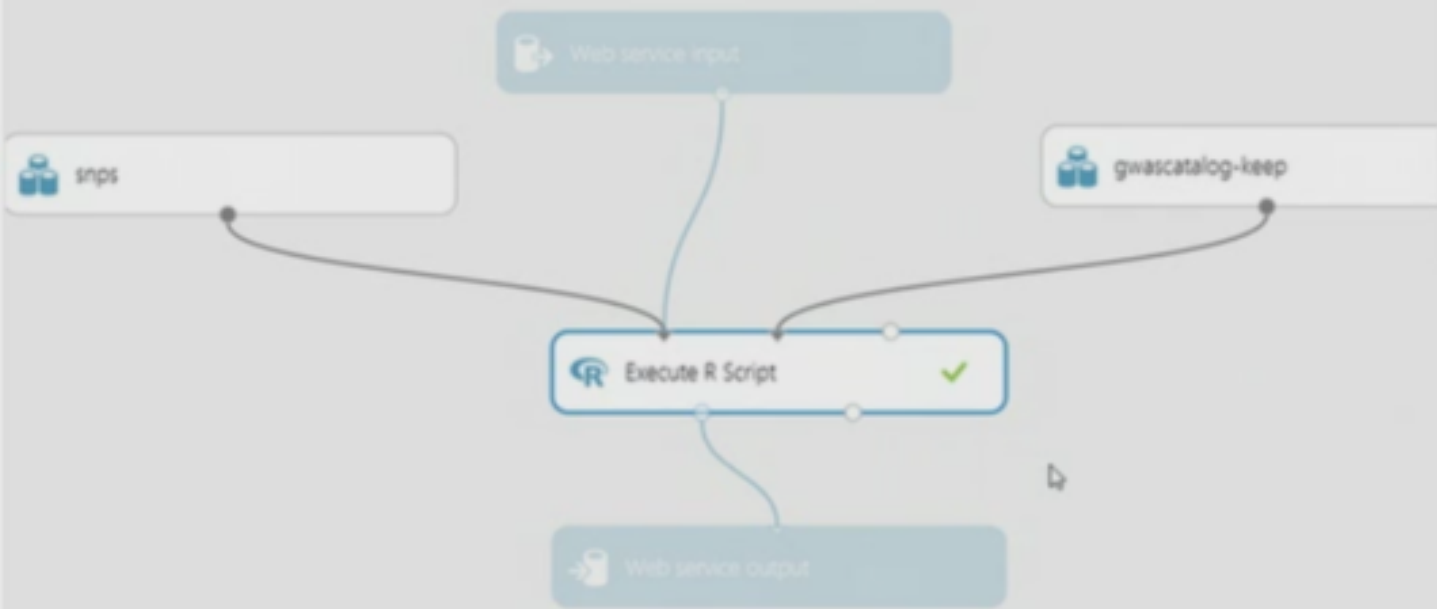 Web service input
snps
gwascatalog-keep
R Execute R Script
Web service output